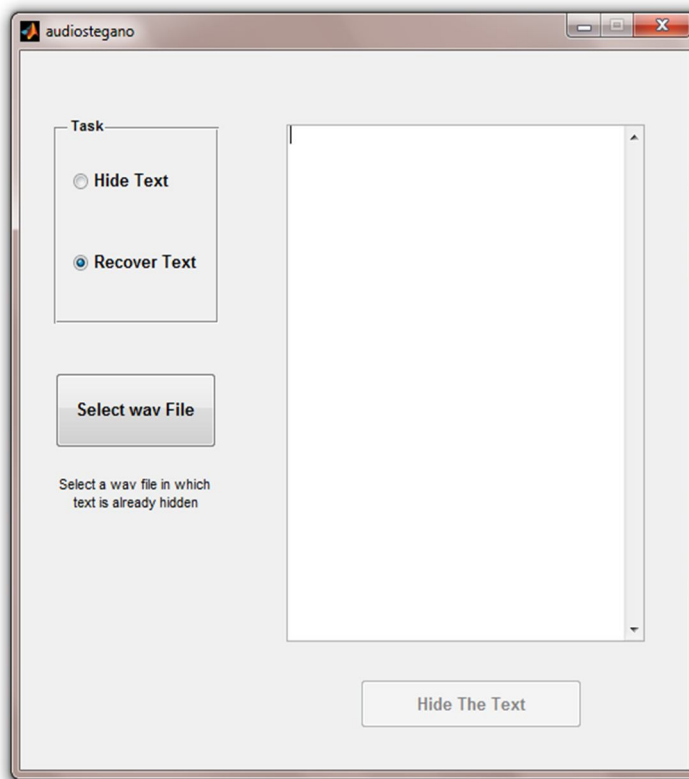 audiostegano
Task
Hide Text
Recover Text
Select wav File
Select a wav file in which
text is already hidden
Hide The Text